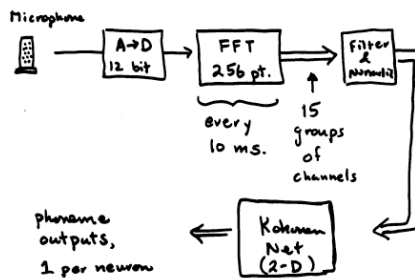 Microphone
A→D
12 bit
FFT
256 pt.
every
10 ms.
15
groups
of
channels
Filter
&
Kohonen
Net
(2-D)
phoneme
outputs,
1 per neuron